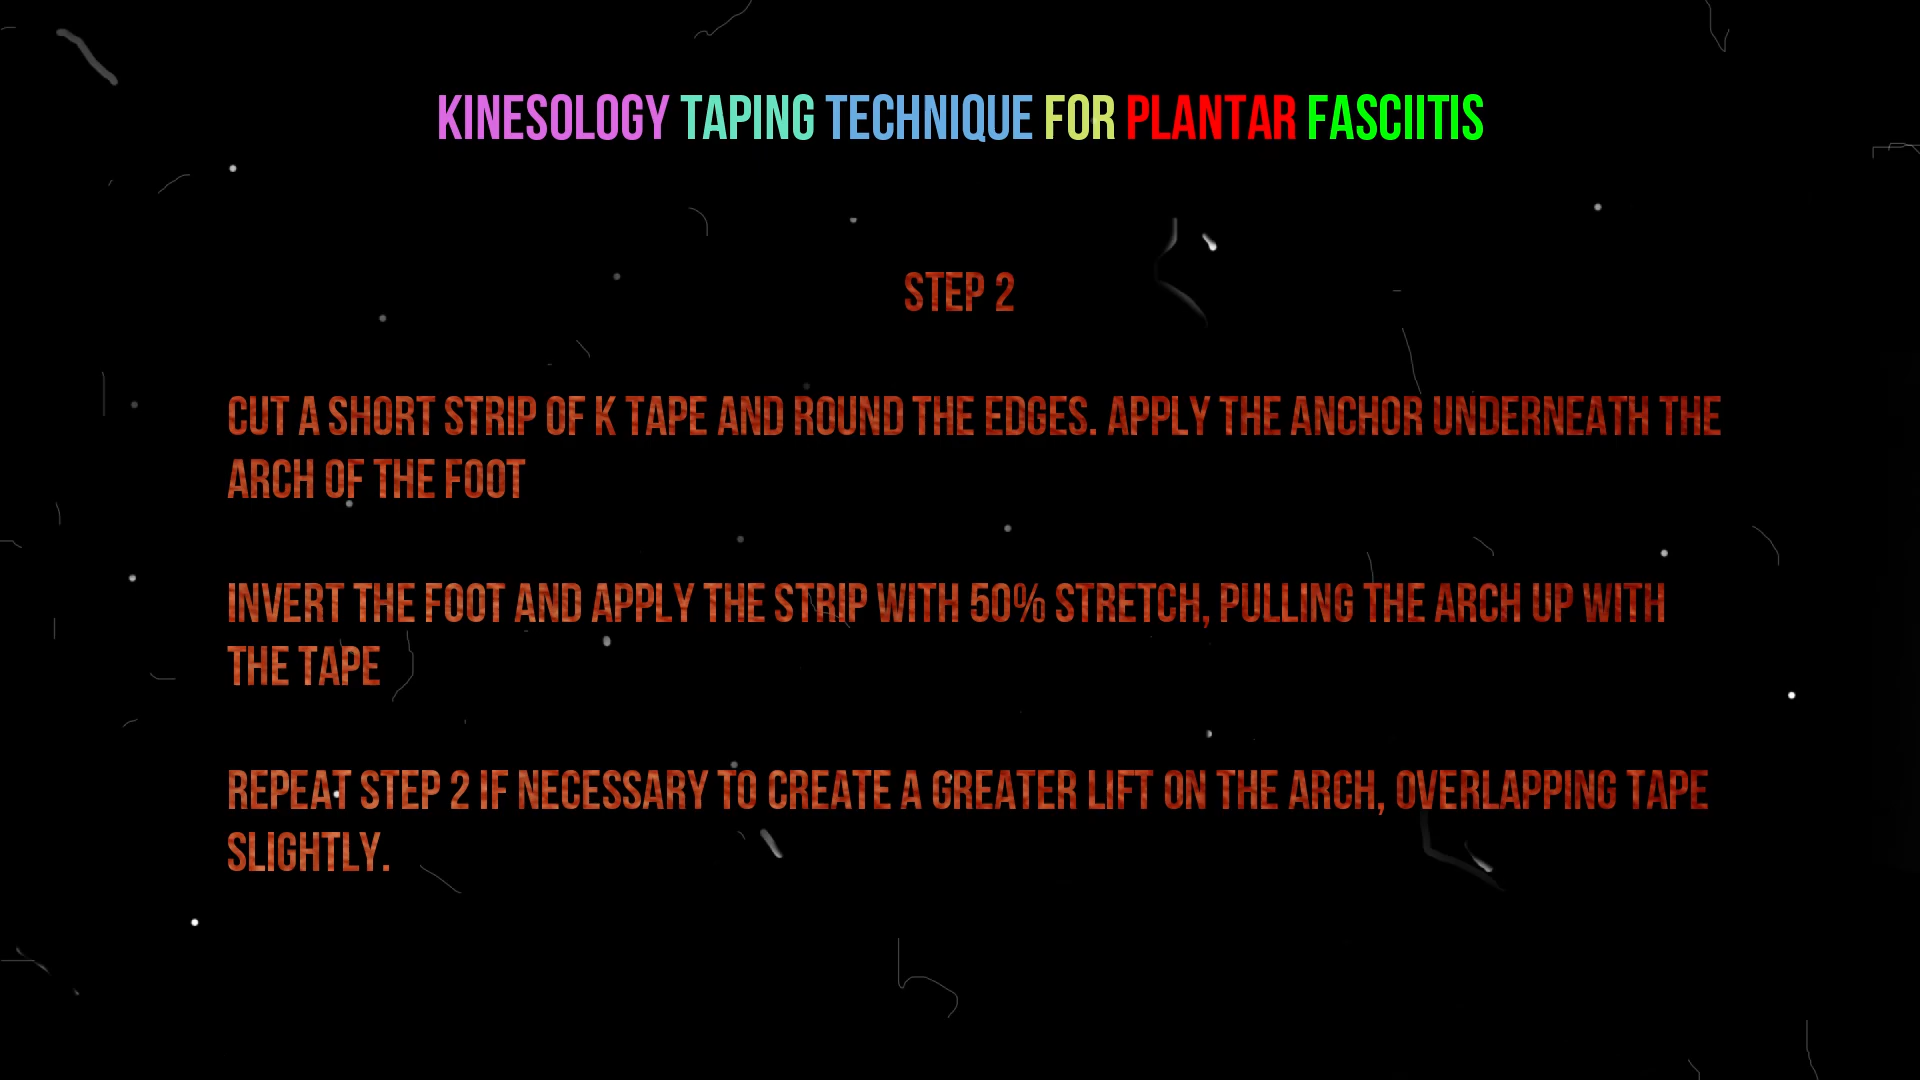 KINESOLOGY TAPING TECHNIQUE FOR PLANTAR FASCIITIS
STEP 2
CUT A SHORT STRIP OF K TAPE AND ROUND THE EDGES. APPLY THE ANCHOR UNDERNEATH THE
ARCH OF THE FOOT
INVERT THE FOOT AND APPLY THE STRIP WITH 50% STRETCH, PULLING THE ARCH UP WITH
THE TAPE
REPEAT STEP 2 IF NECESSARY TO CREATE A GREATER LIFT ON THE ARCH, OVERLAPPING TAPE
SLIGHTLY.